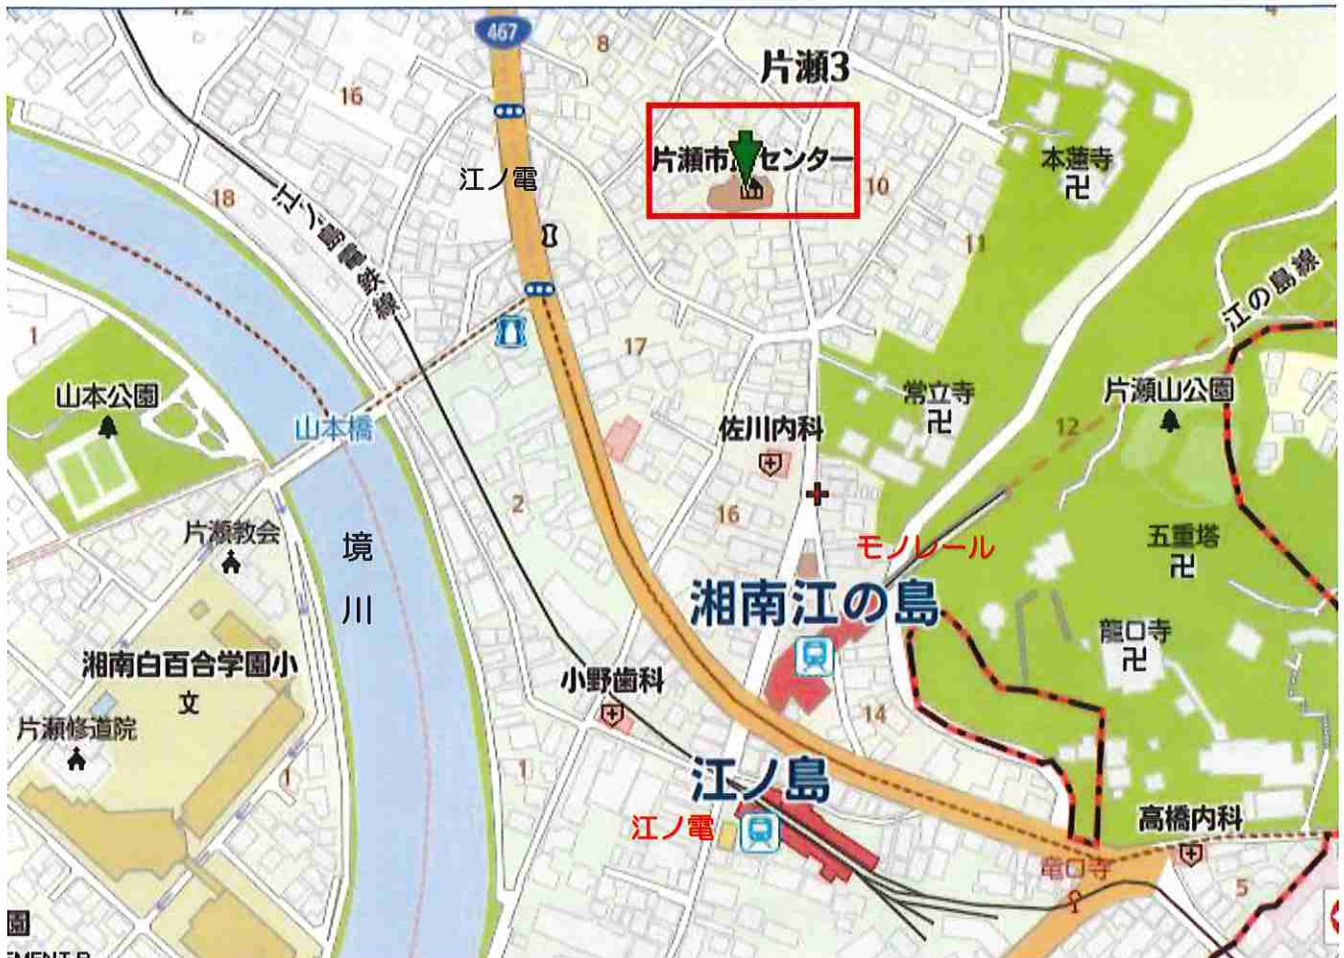 12
467
8
4
片瀬3
16
片瀬市民センター
本蓮寺
卍
江ノ電
10
18
江ノ島電鉄線
11
江の島線
1
17
山本公園
常立寺
卍
片瀬山公園
山本橋
佐川内科
12
2
16
片瀬教会
境川
モノレール
五重塔
卍
湘南江の島
龍口寺
卍
湘南白百合学園小
文
小野歯科
片瀬修道院
14
1
1
江ノ島
江ノ電
高橋内科
竜口寺
5
園